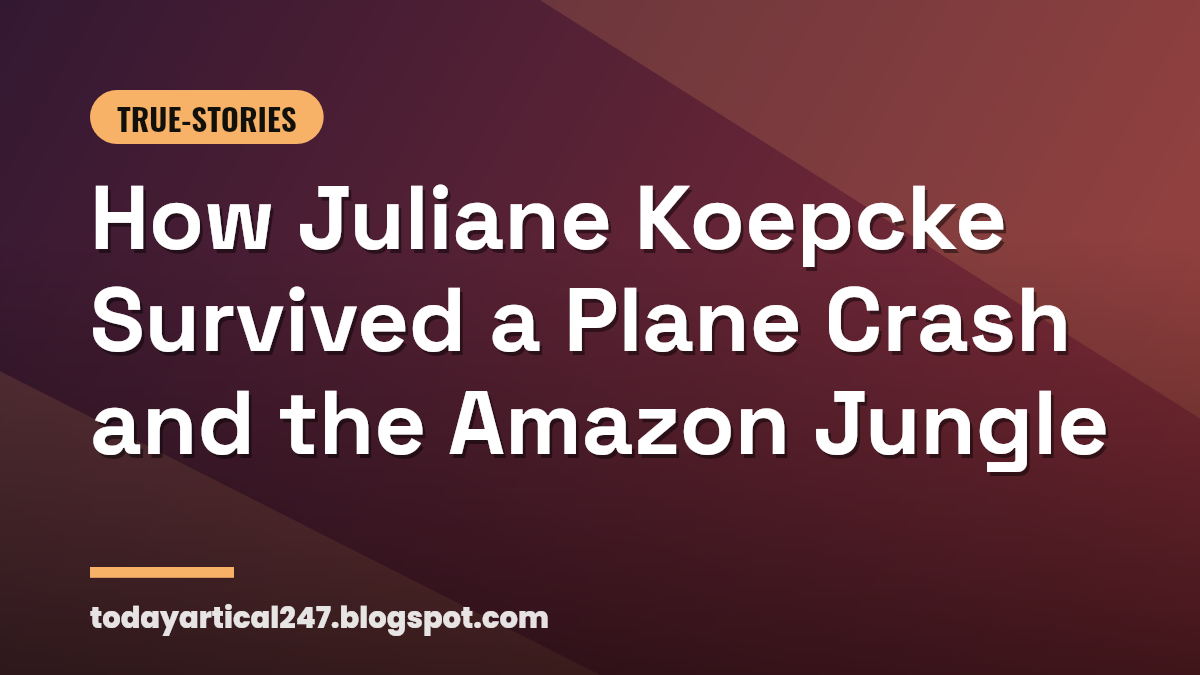 TRUE-STORIES
How Juliane Koepcke
Survived a Plane Crash
and the Amazon Jungle
todayartical247.blogspot.com